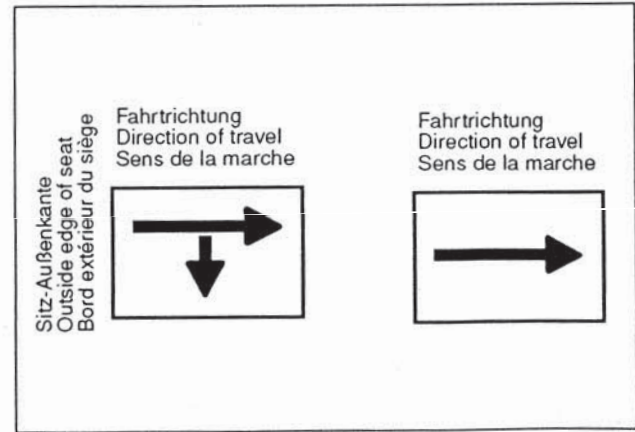 Sitz-Außenkante
Outside edge of seat
Bord extérieur du siège
Fahrtrichtung
Direction of travel
Sens de la marche
Fahrtrichtung
Direction of travel
Sens de la marche